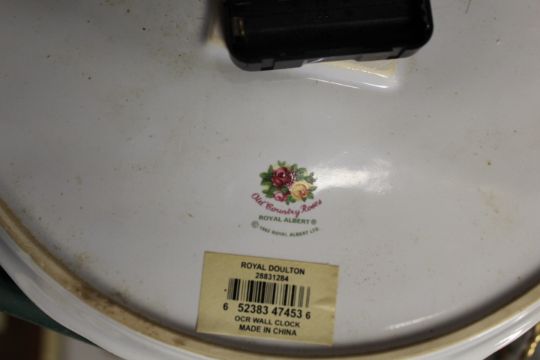 Old Country Roses
ROYAL ALBERT®
© 1962 ROYAL ALBERT LTD.
ROYAL DOULTON
28831284
6 52383 47453 6
OCR WALL CLOCK
MADE IN CHINA